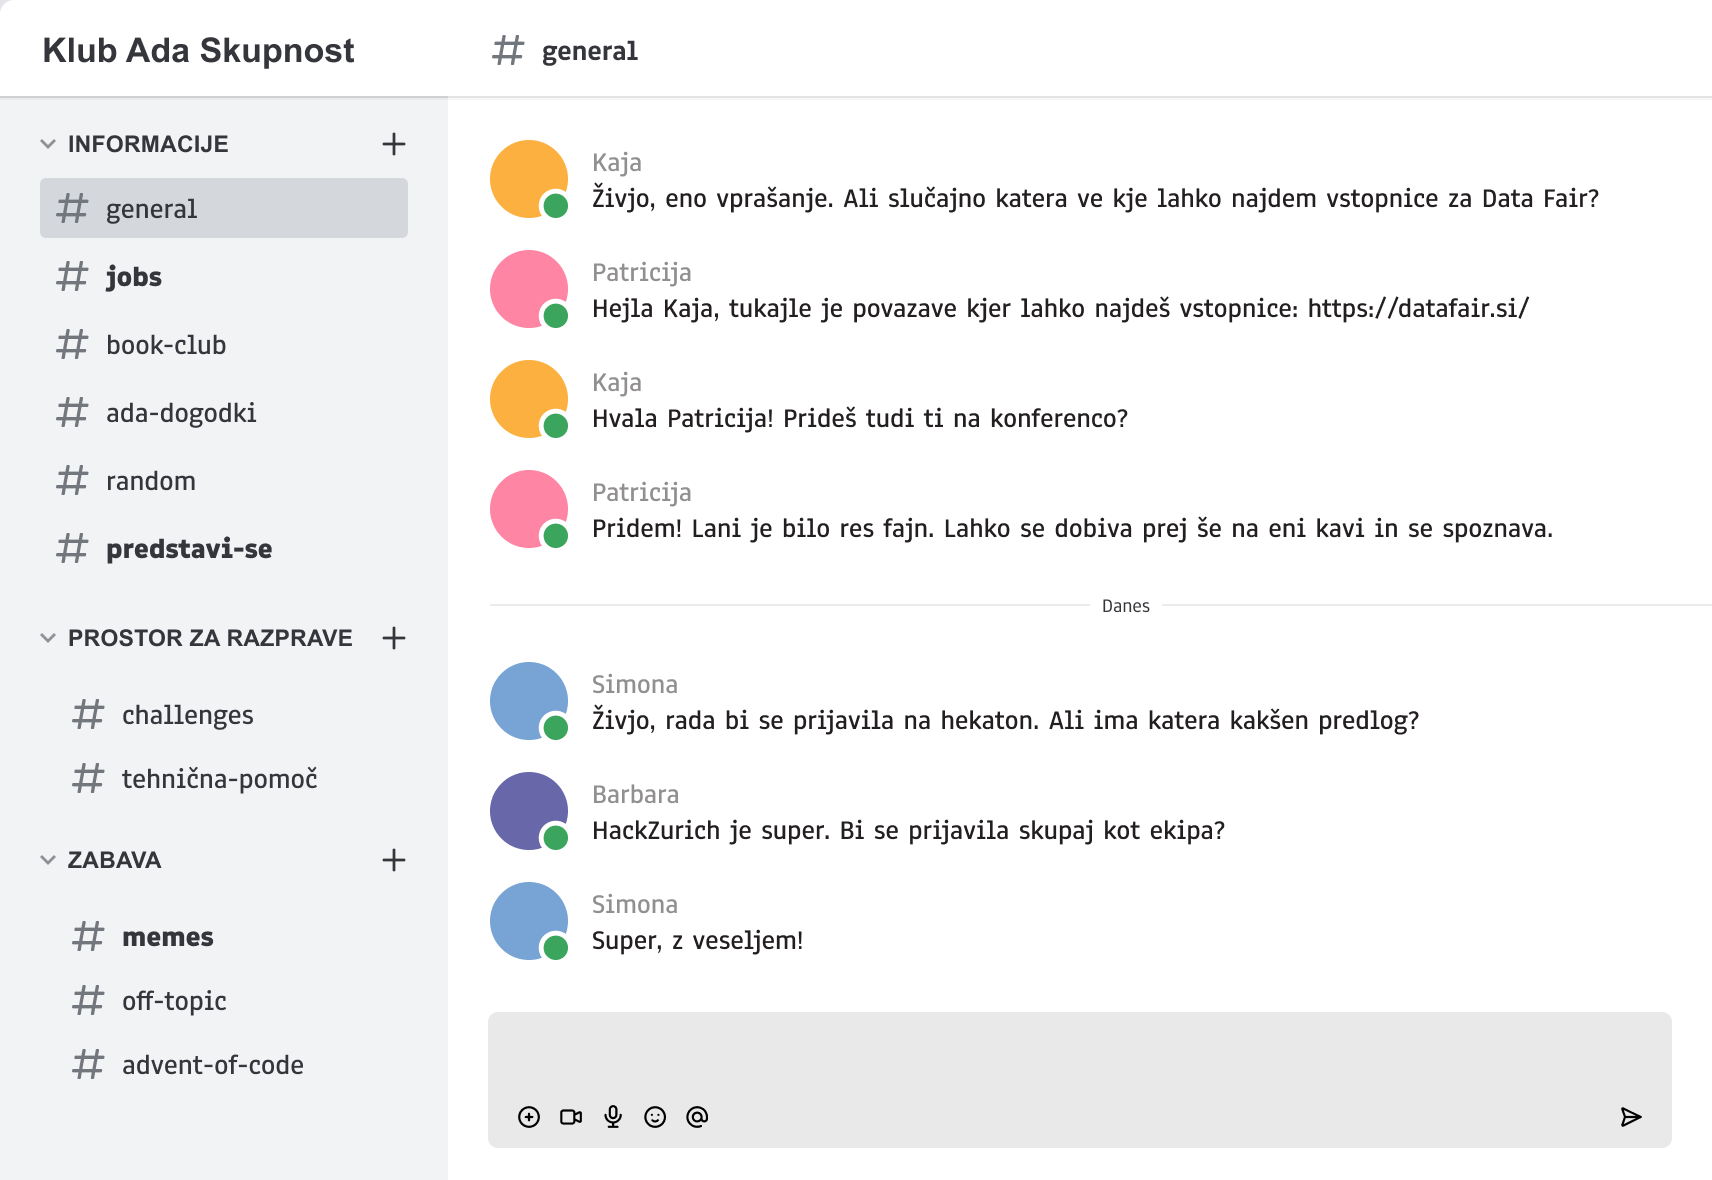 Klub Ada Skupnost
# general
INFORMACIJE
# general
# jobs
# book-club
# ada-dogodki
# random
# predstavi-se
PROSTOR ZA RAZPRAVE
# challenges
# tehnična-pomoč
ZABAVA
# memes
# off-topic
# advent-of-code
Kaja
Živjo, eno vprašanje. Ali slučajno katera ve kje lahko najdem vstopnice za Data Fair?
Patricija
Hejla Kaja, tukajle je povazave kjer lahko najdeš vstopnice: https://datafair.si/
Kaja
Hvala Patricija! Prideš tudi ti na konferenco?
Patricija
Pridem! Lani je bilo res fajn. Lahko se dobiva prej še na eni kavi in se spoznava.
Danes
Simona
Živjo, rada bi se prijavila na hekaton. Ali ima katera kakšen predlog?
Barbara
HackZurich je super. Bi se prijavila skupaj kot ekipa?
Simona
Super, z veseljem!